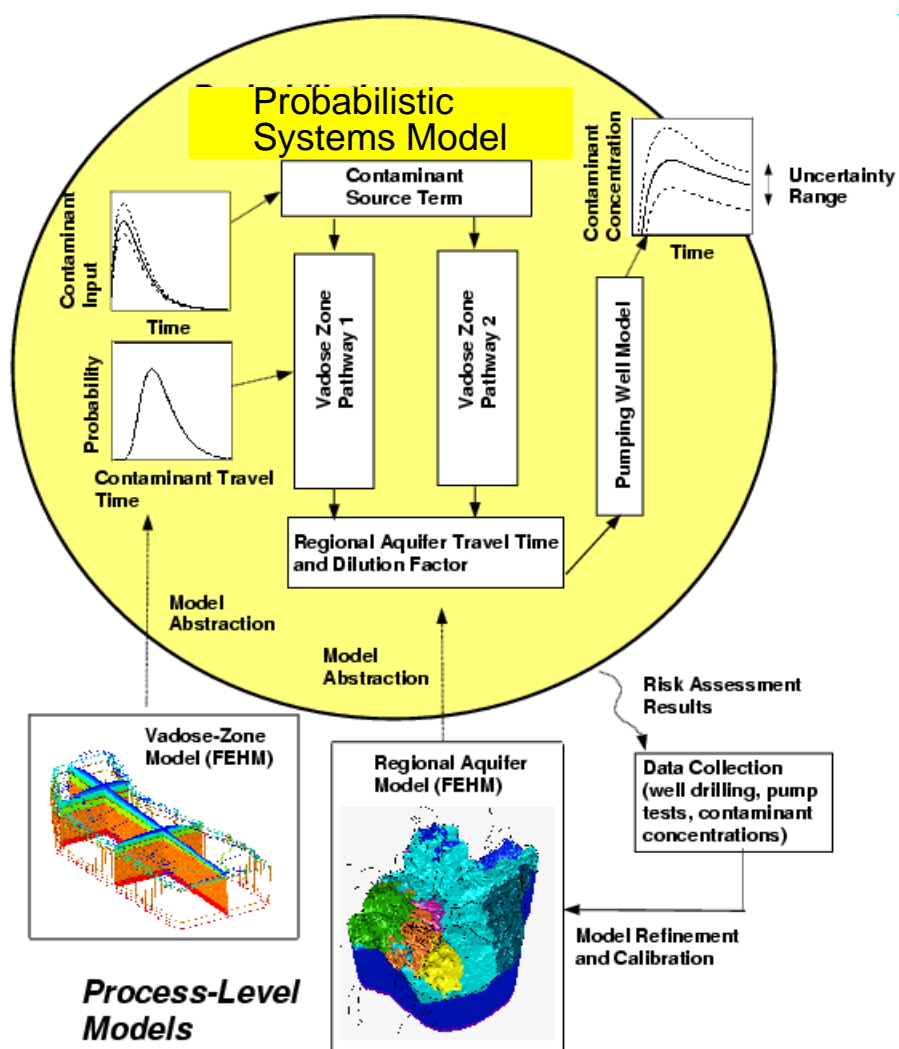 Probabilistic
Systems Model
Contaminant
Source Term
Contaminant
Input
Time
Probability
Contaminant Travel
Time
Vadose Zone
Pathway 1
Vadose Zone
Pathway 2
Regional Aquifer Travel Time
and Dilution Factor
Pumping Well Model
Contaminant
Concentration
Time
Uncertainty
Range
Model
Abstraction
Model
Abstraction
Risk Assessment
Results
Vadose-Zone
Model (FEHM)
Regional Aquifer
Model (FEHM)
Data Collection
(well drilling, pump
tests, contaminant
concentrations)
Model Refinement
and Calibration
Process-Level
Models